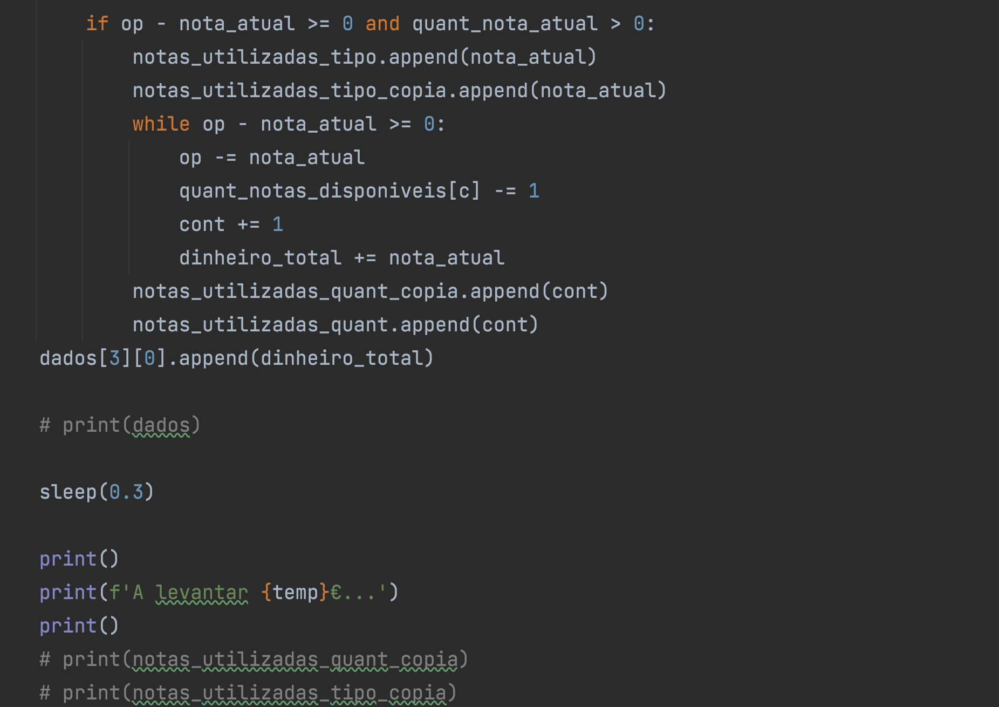 if op - nota_atual >= 0 and quant_nota_atual > 0:
notas_utilizadas_tipo.append(nota_atual)
notas_utilizadas_tipo_copia.append(nota_atual)
while op - nota_atual >= 0:
op -= nota_atual
quant_notas_disponiveis[c] -= 1
cont += 1
dinheiro_total += nota_atual
notas_utilizadas_quant_copia.append(cont)
notas_utilizadas_quant.append(cont)
dados[3][0].append(dinheiro_total)
# print(dados)
sleep(0.3)
print()
print(f'A levantar {temp}€...')
print()
# print(notas_utilizadas_quant_copia)
# print(notas_utilizadas_tipo_copia)